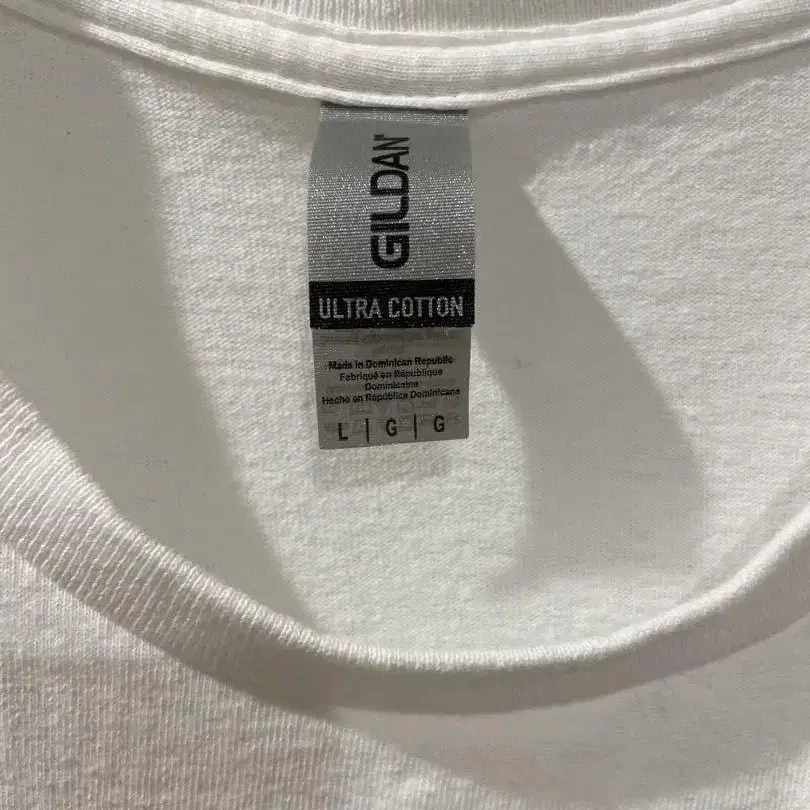 GILDAN
ULTRA COTTON
Made in Dominican Republic
Fabriqué en République
Dominicaine
Hecho en República Dominicana
L | G | G